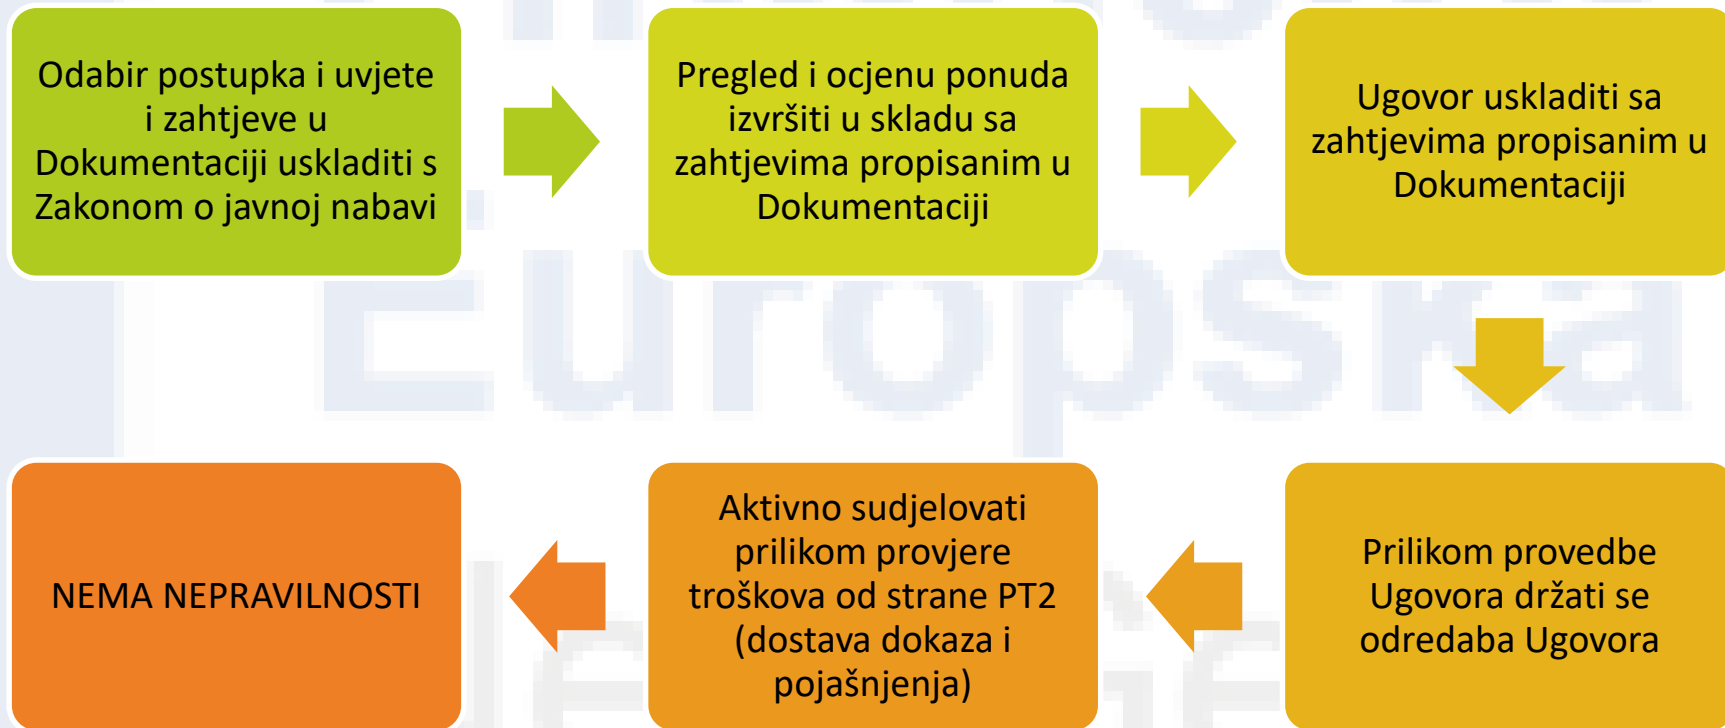 Odabir postupka i uvjete
i zahtjeve u
Dokumentaciji uskladiti s
Zakonom o javnoj nabavi
Pregled i ocjenu ponuda
izvršiti u skladu sa
zahtjevima propisanim u
Dokumentaciji
Ugovor uskladiti sa
zahtjevima propisanim u
Dokumentaciji
Prilikom provedbe
Ugovora držati se
odredaba Ugovora
Aktivno sudjelovati
prilikom provjere
troškova od strane PT2
(dostava dokaza i
pojašnjenja)
NEMA NEPRAVILNOSTI
Europska